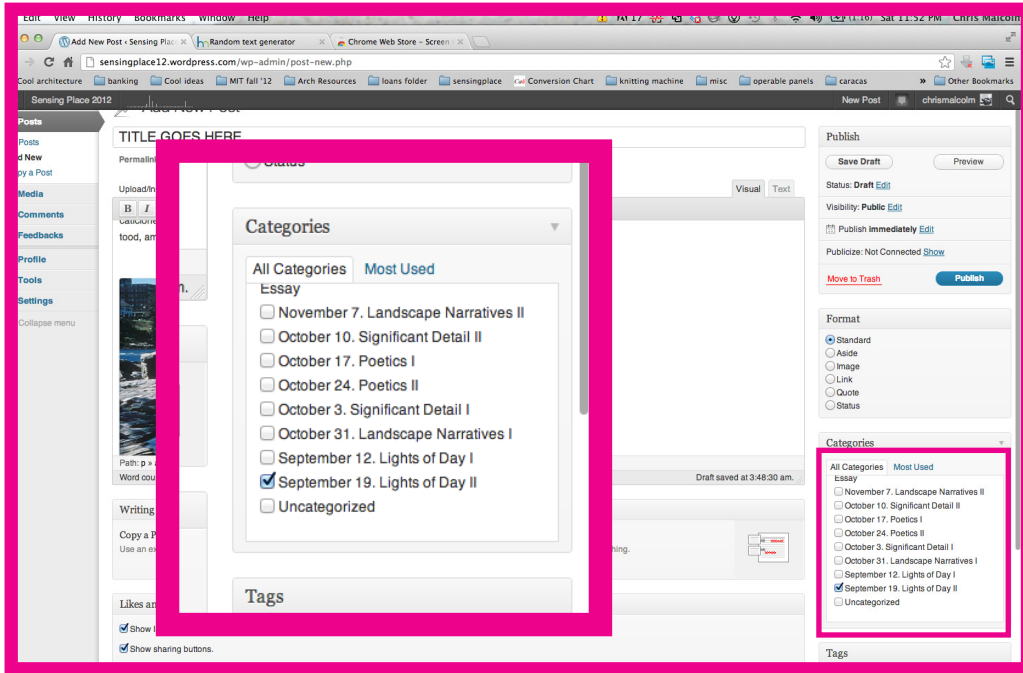 Edit View History Bookmarks Window Help (1:16) Sat 11:52 PM Chris Malcolm
Add New Post ‹ Sensing Plac Random text generator Chrome Web Store - Screen
sensingplace12.wordpress.com/wp-admin/post-new.php
Cool architecture banking Cool ideas MIT fall '12 Arch Resources loans folder sensingplace Conversion Chart knitting machine misc operable panels caracas » Other Bookmarks
Sensing Place 2012 New Post chrismalcolm
Posts
Posts
d New
py a Post
Media
Comments
Feedbacks
Profile
Tools
Settings
Collapse menu
Add New Post
TITLE GOES HERE
Permalin
Upload/In
Visual Text
B I
tood, am
Path: p »
Word cou
Draft saved at 3:48:30 am.
Writing
Copy a P
Use an ex
hing.
Likes an
Show l
Show sharing buttons.
Status
Categories
All Categories Most Used
Essay
November 7. Landscape Narratives II
October 10. Significant Detail II
October 17. Poetics I
October 24. Poetics II
October 3. Significant Detail I
October 31. Landscape Narratives I
September 12. Lights of Day I
September 19. Lights of Day II
Uncategorized
Tags
Publish
Save Draft Preview
Status: Draft Edit
Visibility: Public Edit
Publish immediately Edit
Publicize: Not Connected Show
Move to Trash Publish
Format
Standard
Aside
Image
Link
Quote
Status
Categories
All Categories Most Used
Essay
November 7. Landscape Narratives II
October 10. Significant Detail II
October 17. Poetics I
October 24. Poetics II
October 3. Significant Detail I
October 31. Landscape Narratives I
September 12. Lights of Day I
September 19. Lights of Day II
Uncategorized
Tags